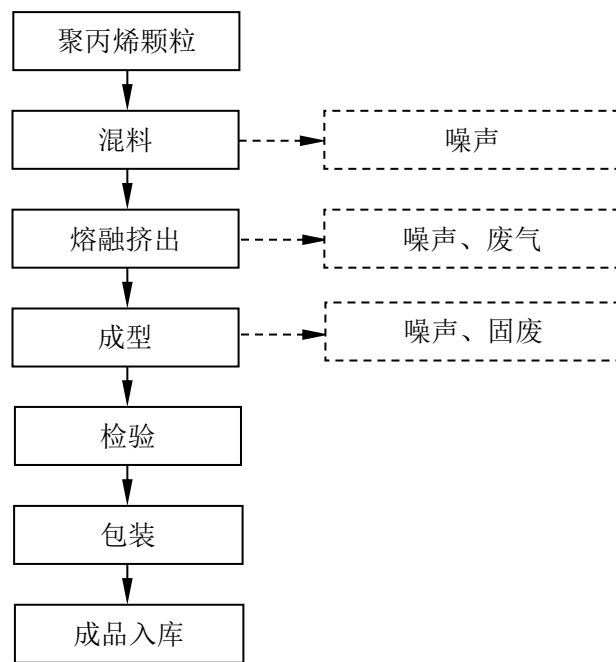 聚丙烯颗粒
混料
噪声
熔融挤出
噪声、废气
成型
噪声、固废
检验
包装
成品入库